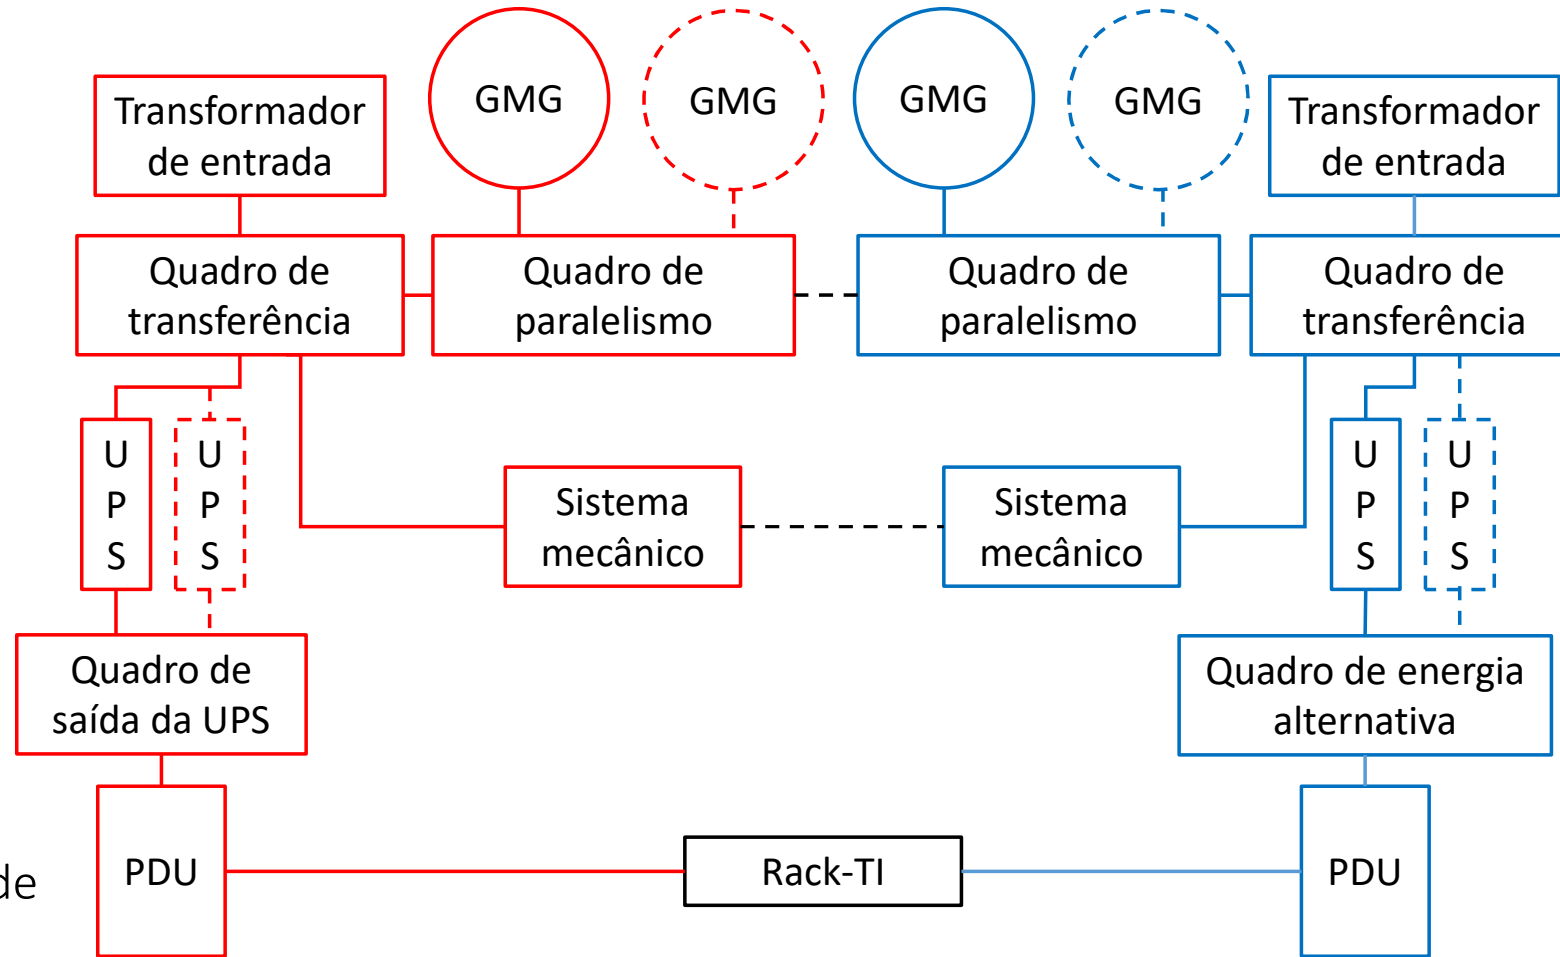 GMG
GMG
GMG
GMG
Transformador
de entrada
Transformador
de entrada
Quadro de
transferência
Quadro de
paralelismo
Quadro de
paralelismo
Quadro de
transferência
U
P
S
U
P
S
U
P
S
U
P
S
Sistema
mecânico
Sistema
mecânico
Quadro de
saída da UPS
Quadro de energia
alternativa
de
PDU
Rack-TI
PDU